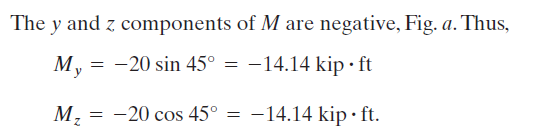 The y and z components of M are negative, Fig. a. Thus,
M_y = −20 sin 45° = −14.14 kip · ft
M_z = −20 cos 45° = −14.14 kip · ft.